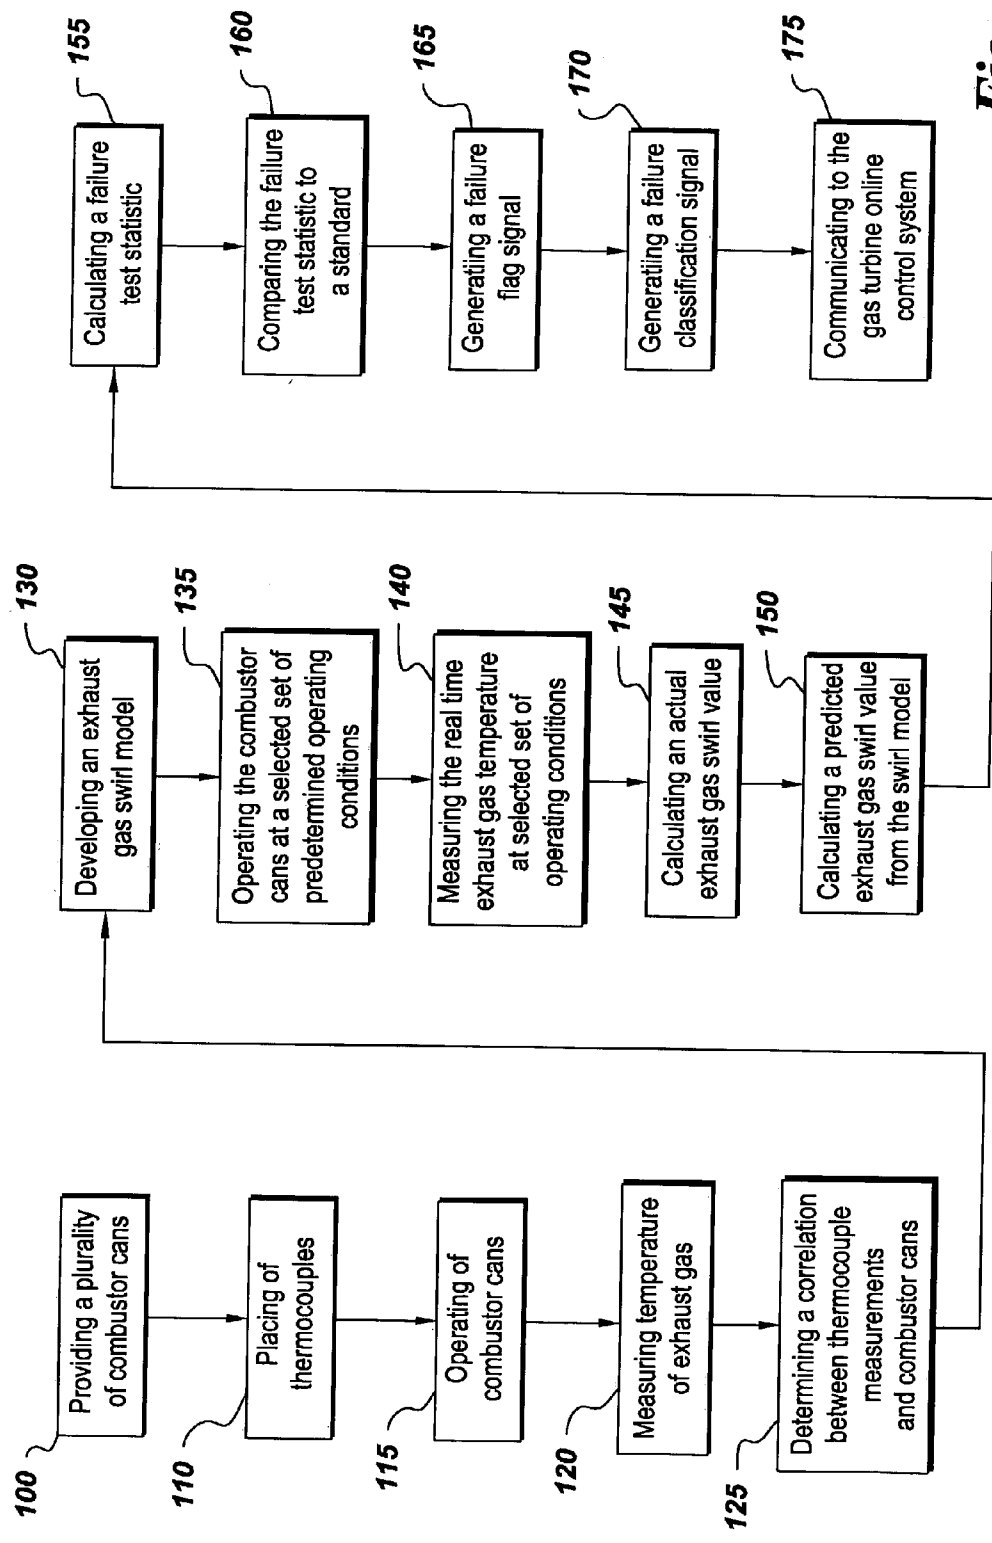 100
Providing a plurality
of combustor cans
110
Placing of
thermocouples
115
Operating of
combustor cans
120
Measuring temperature
of exhaust gas
125
Determining a correlation
between thermocouple
measurements
and combustor cans
130
Developing an exhaust
gas swirl model
135
Operating the combustor
cans at a selected set of
predetermined operating
conditions
140
Measuring the real time
exhaust gas temperature
at selected set of
operating conditions
145
Calculating an actual
exhaust gas swirl value
150
Calculating a predicted
exhaust gas swirl value
from the swirl model
155
Calculating a failure
test statistic
160
Comparing the failure
test statistic to
a standard
165
Generatiing a failure
flag signal
170
Generatiing a failure
classification signal
175
Communicating to the
gas turbine online
control system